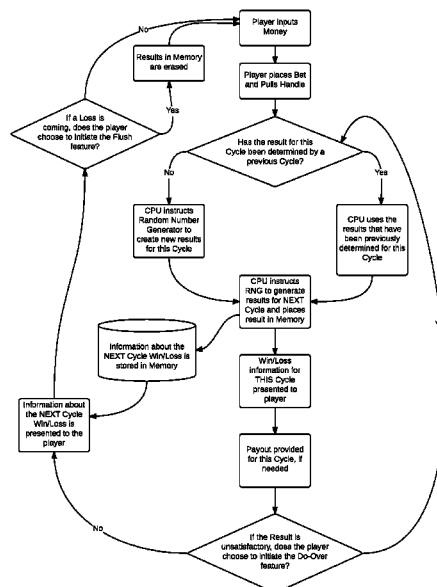 Player Inputs
Money
No
Results in Memory
are erased
Player places Bet
and Pulls Handle
Yes
If a Loss is
coming, does the player
choose to Initiate the Flush
feature?
Has the result for this
Cycle been determined by a
previous Cycle?
No
Yes
CPU instructs
Random Number
Generator to
create new results
for this Cycle
CPU uses the
results that have
been previously
determined for this
Cycle
CPU instructs
RNG to generate
results for NEXT
Cycle and places
result in Memory
Information about
the NEXT Cycle
Win/Loss is
stored in Memory
Win/Loss
information for
THIS Cycle
presented to
player
Information about
the NEXT Cycle
Win/Loss is
presented to the
player
Payout provided
for this Cycle, if
needed
No
If the Result is
unsatisfactory, does the player
choose to initiate the Do-Over
feature?